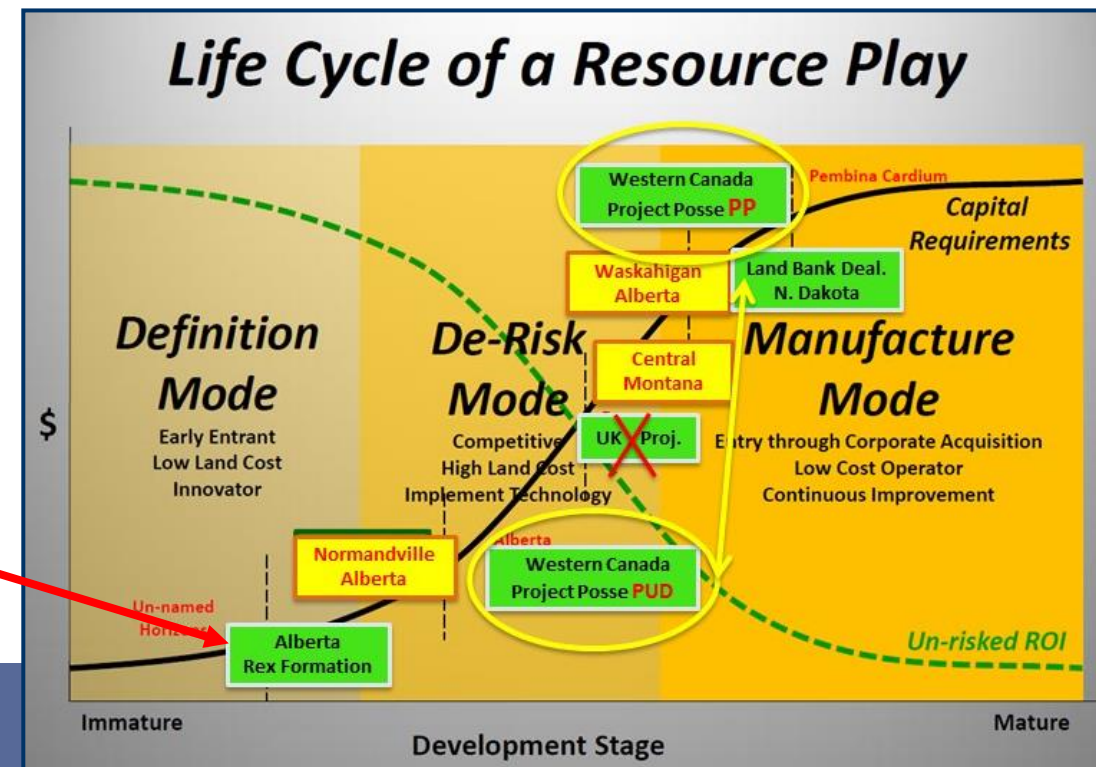 Life Cycle of a Resource Play
Western Canada
Project Posse PP
Pembina Cardium
Capital
Requirements
Waskahigan
Alberta
Land Bank Deal.
N. Dakota
Definition
Mode
Early Entrant
Low Land Cost
Innovator
De-Risk
Mode
Competitive
High Land Cost
Implement Technology
Central
Montana
UK Proj.
Manufacture
Mode
Entry through Corporate Acquisition
Low Cost Operator
Continuous Improvement
$
Normandville
Alberta
Alberta
Western Canada
Project Posse PUD
Un-named
Horizons
Alberta
Rex Formation
Un-risked ROI
Immature
Mature
Development Stage